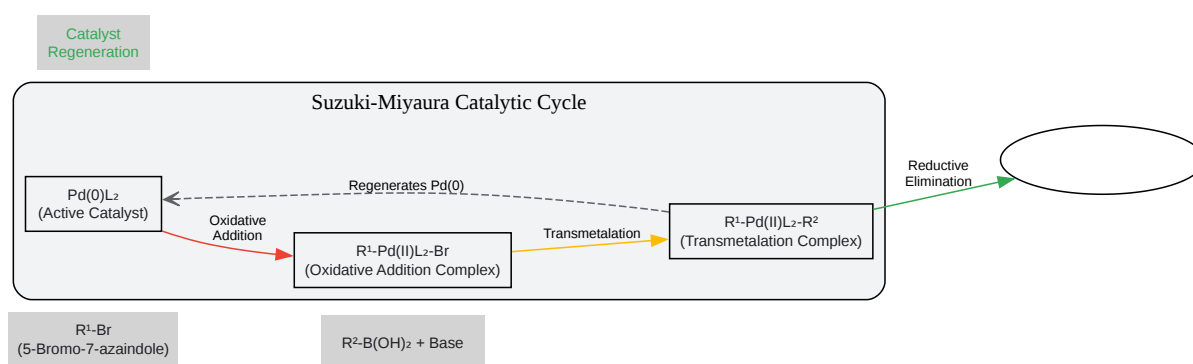 Catalyst
Regeneration
Suzuki-Miyaura Catalytic Cycle
Pd(0)L₂
(Active Catalyst)
Regenerates Pd(0)
Oxidative
Addition
R¹-Pd(II)L₂-Br
(Oxidative Addition Complex)
Transmetalation
R¹-Pd(II)L₂-R²
(Transmetalation Complex)
Reductive
Elimination
R¹-Br
(5-Bromo-7-azaindole)
R²-B(OH)₂ + Base